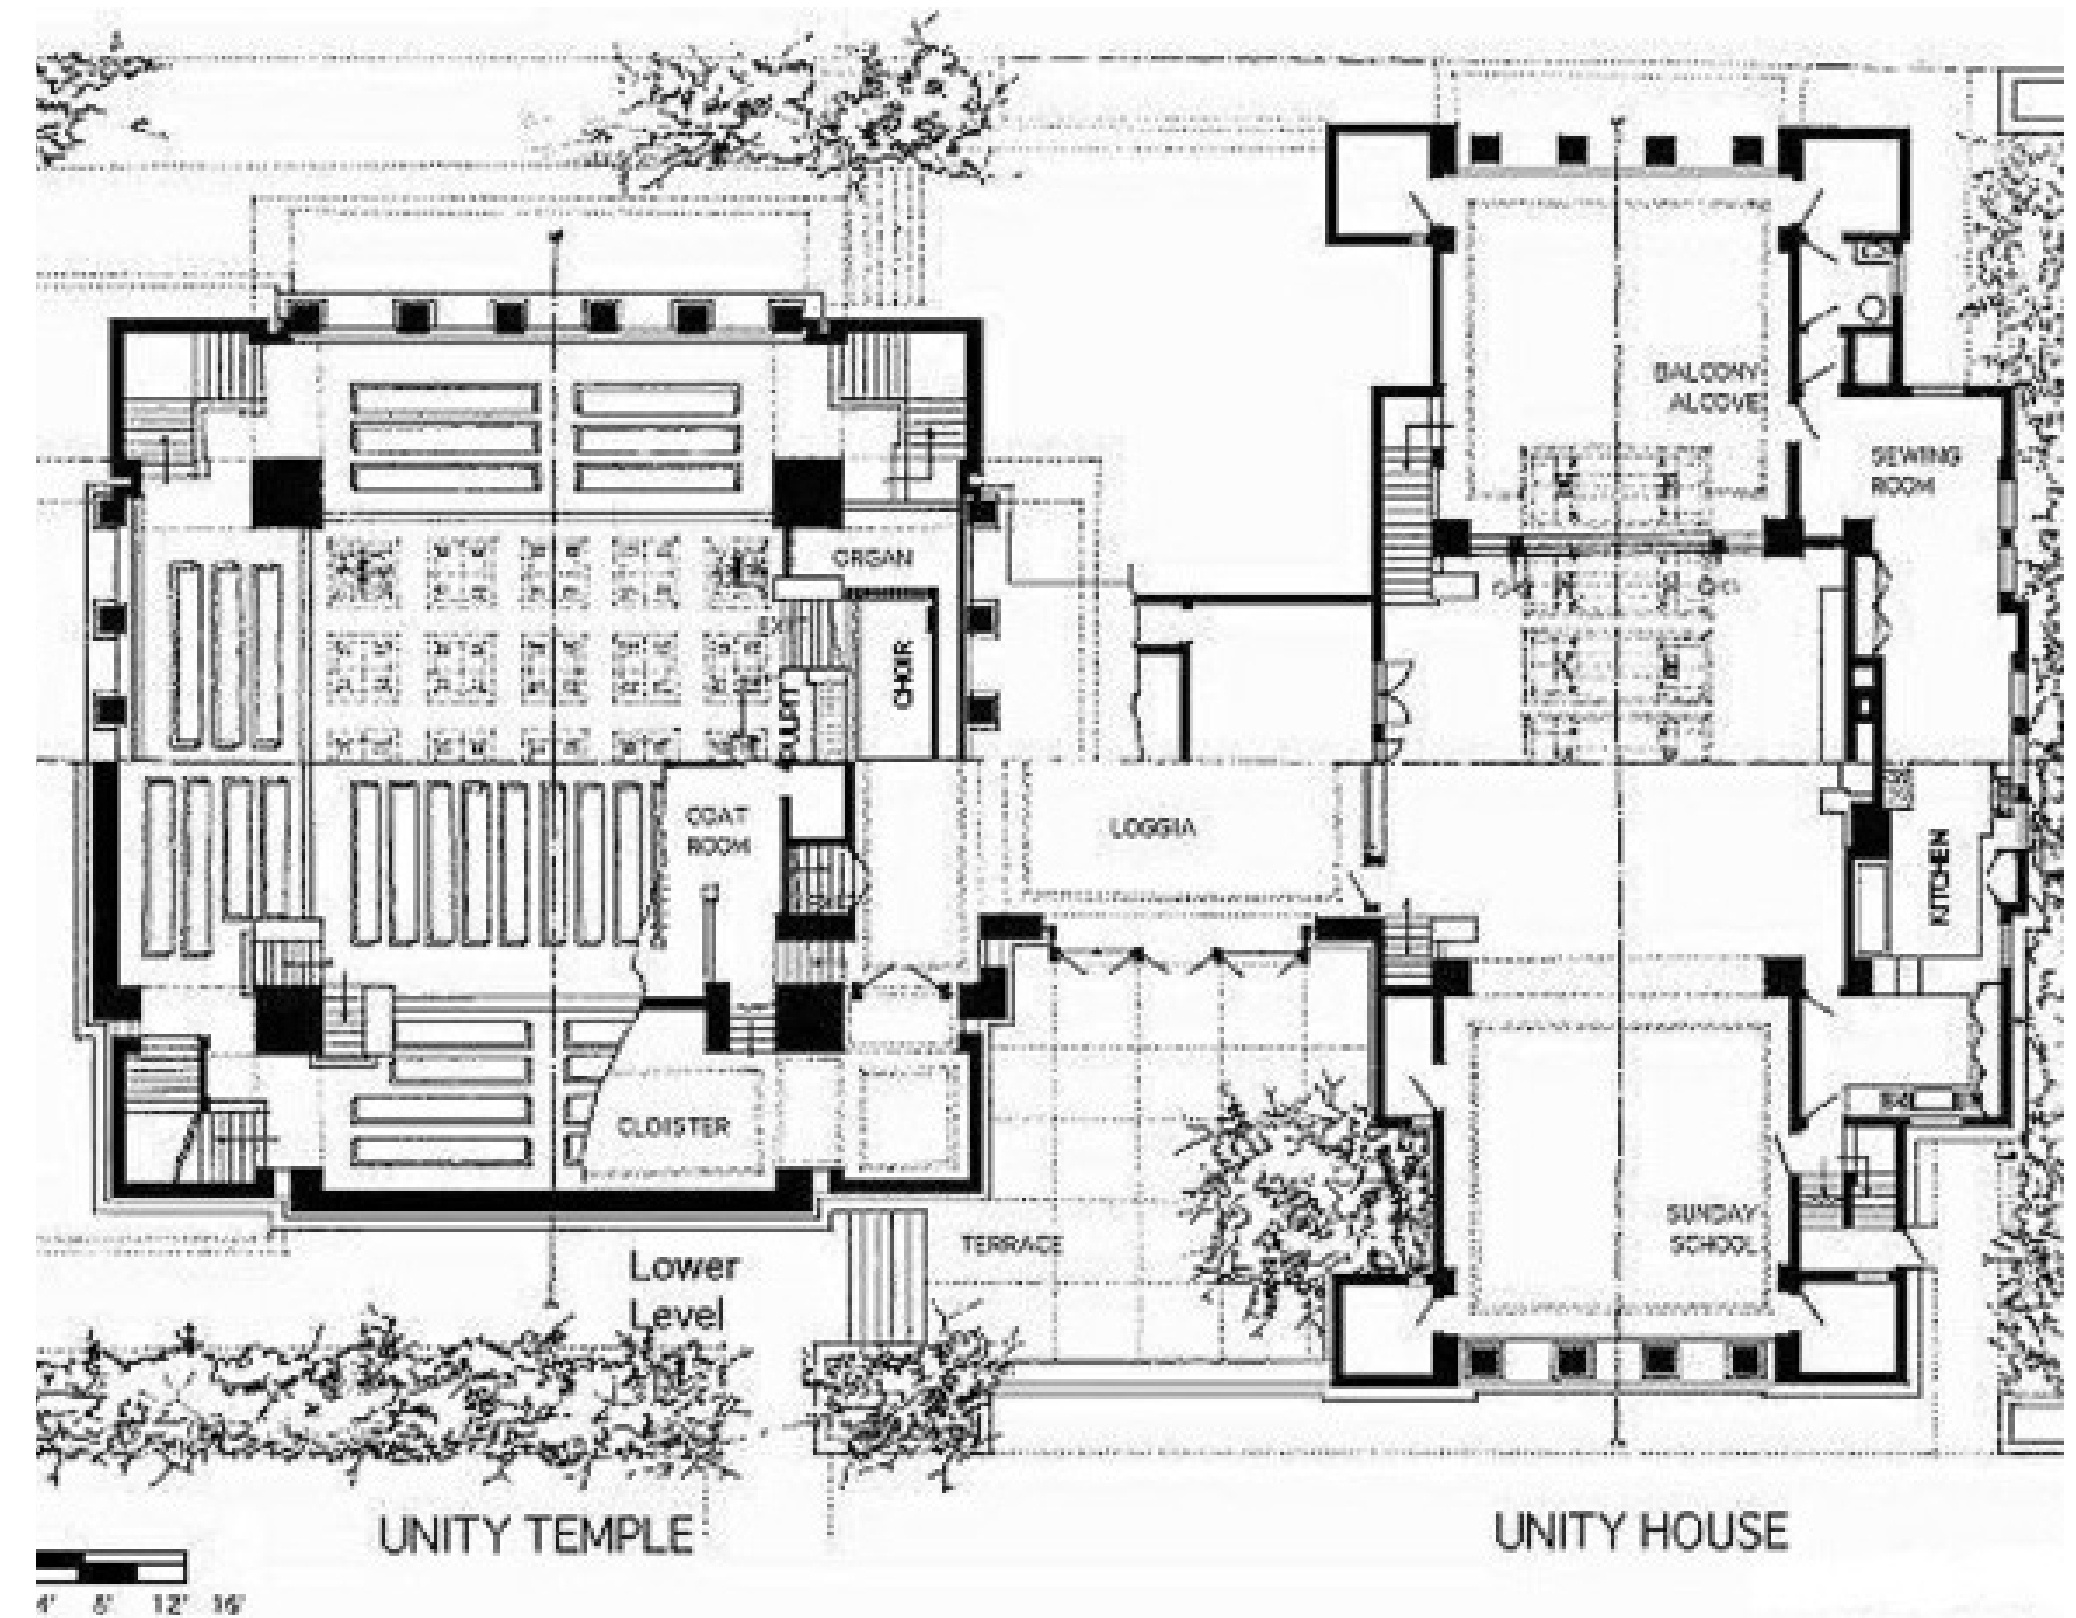 BALCONY
ALCOVE
SEWING
ROOM
ORGAN
CHOIR
PULPIT
COAT
ROOM
LOGGIA
KITCHEN
CLOISTER
SUNDAY
SCHOOL
TERRACE
Lower
Level
UNITY TEMPLE
UNITY HOUSE
4' 8' 12' 16'